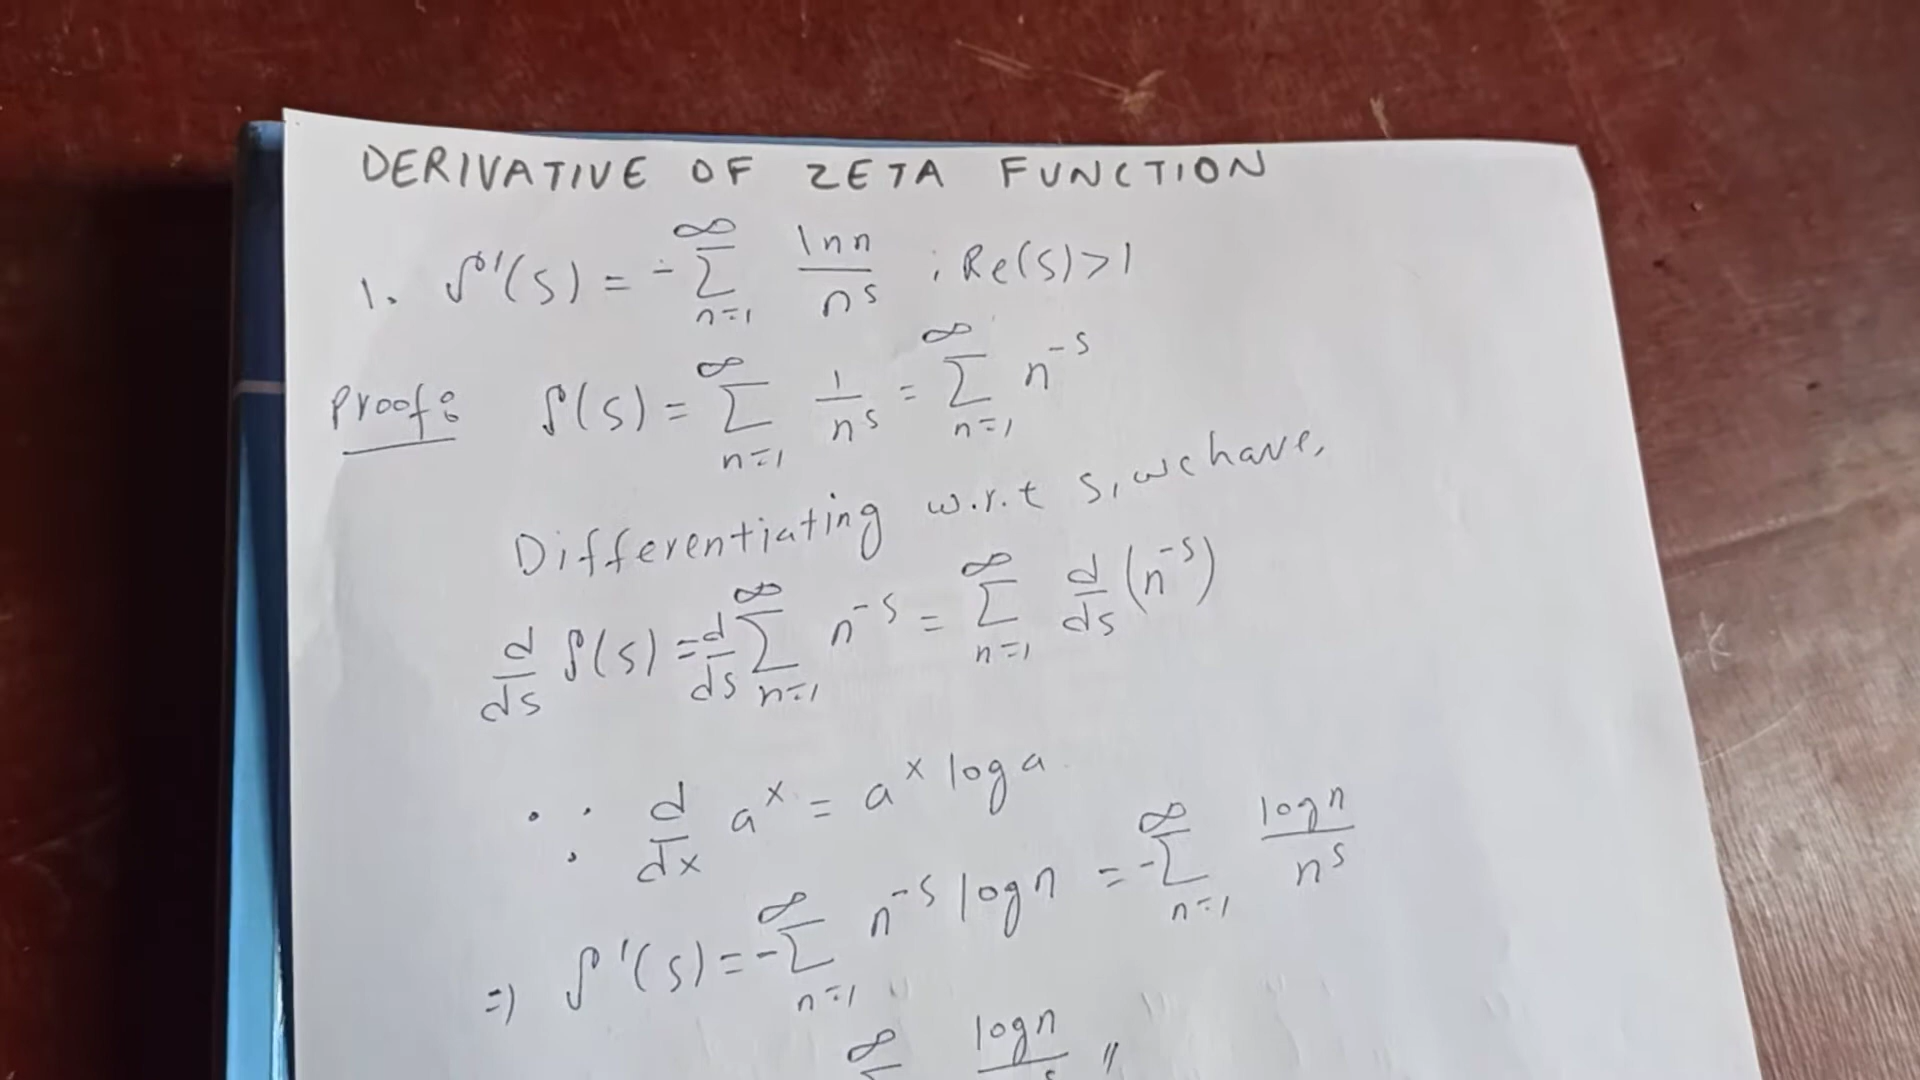 DERIVATIVE OF ZETA FUNCTION
1. ζ'(s) = -∑_{n=1}^{∞} ln n / n^s ; Re(s)>1
Proof: ζ(s) = ∑_{n=1}^{∞} 1/n^s = ∑_{n=1}^{∞} n^{-s}
Differentiating w.r.t s, we have,
d/ds ζ(s) = d/ds ∑_{n=1}^{∞} n^{-s} = ∑_{n=1}^{∞} d/ds (n^{-s})
∵ d/dx a^x = a^x log a
=) ζ'(s) = -∑_{n=1}^{∞} n^{-s} log n = -∑_{n=1}^{∞} log n / n^s
∞ ∑ log n / s //